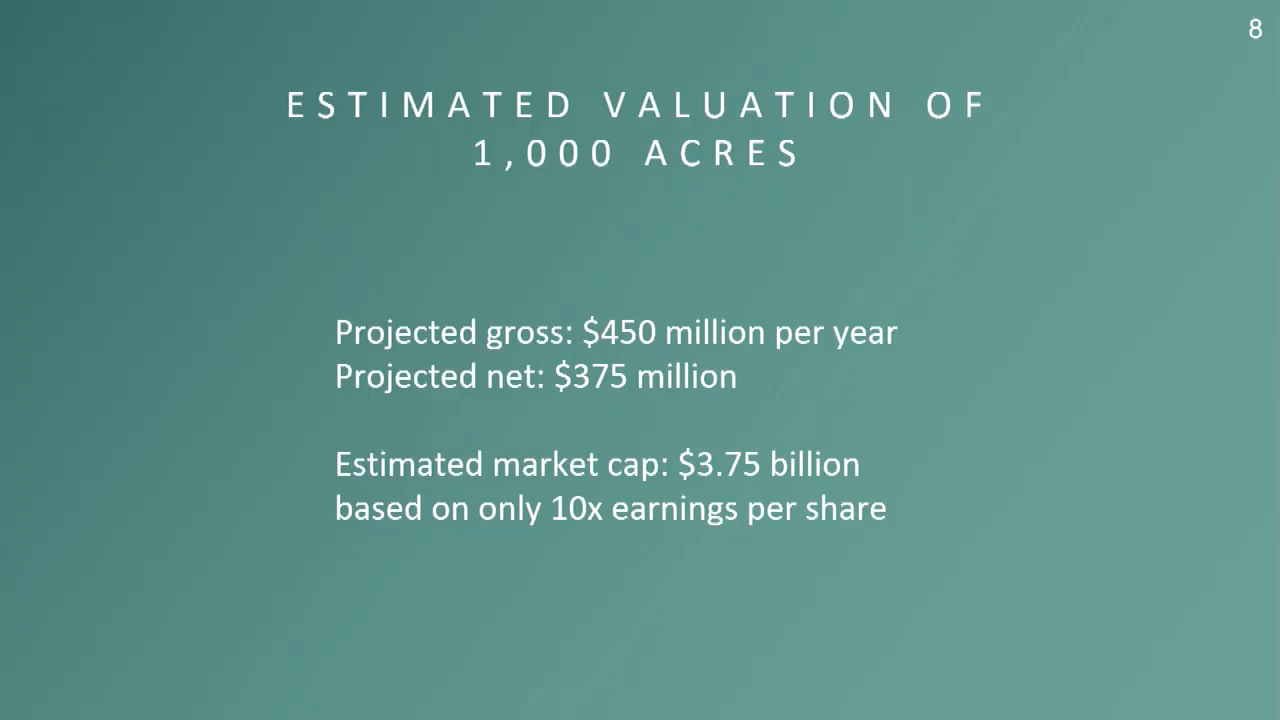 8
ESTIMATED VALUATION OF
1,000 ACRES
Projected gross: $450 million per year
Projected net: $375 million
Estimated market cap: $3.75 billion
based on only 10x earnings per share